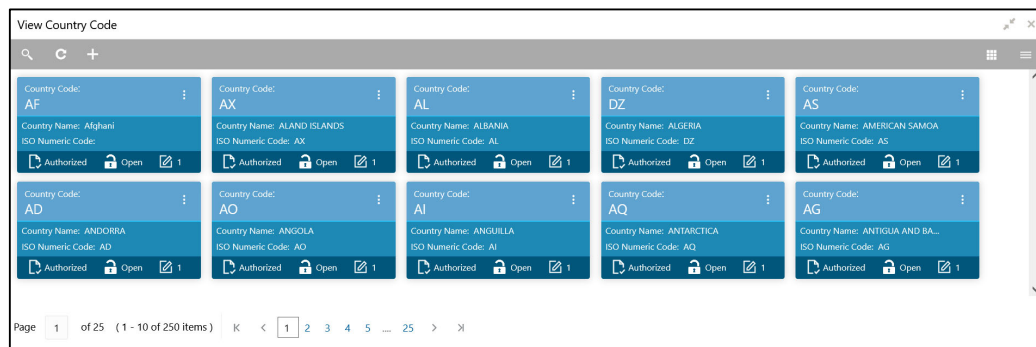 View Country Code
Country Code: Country Code: Country Code: Country Code: Country Code:
AF AX AL DZ AS
Country Name: Afghani Country Name: ALAND ISLANDS Country Name: ALBANIA Country Name: ALGERIA Country Name: AMERICAN SAMOA
ISO Numeric Code: ISO Numeric Code: AX ISO Numeric Code: AL ISO Numeric Code: DZ ISO Numeric Code: AS
Authorized Open 1 Authorized Open 1 Authorized Open 1 Authorized Open 1 Authorized Open 1
Country Code: Country Code: Country Code: Country Code: Country Code:
AD AO AI AQ AG
Country Name: ANDORRA Country Name: ANGOLA Country Name: ANGUILLA Country Name: ANTARCTICA Country Name: ANTIGUA AND BA...
ISO Numeric Code: AD ISO Numeric Code: AO ISO Numeric Code: AI ISO Numeric Code: AQ ISO Numeric Code: AG
Authorized Open 1 Authorized Open 1 Authorized Open 1 Authorized Open 1 Authorized Open 1
Page 1 of 25 ( 1 - 10 of 250 items ) 1 2 3 4 5 .... 25